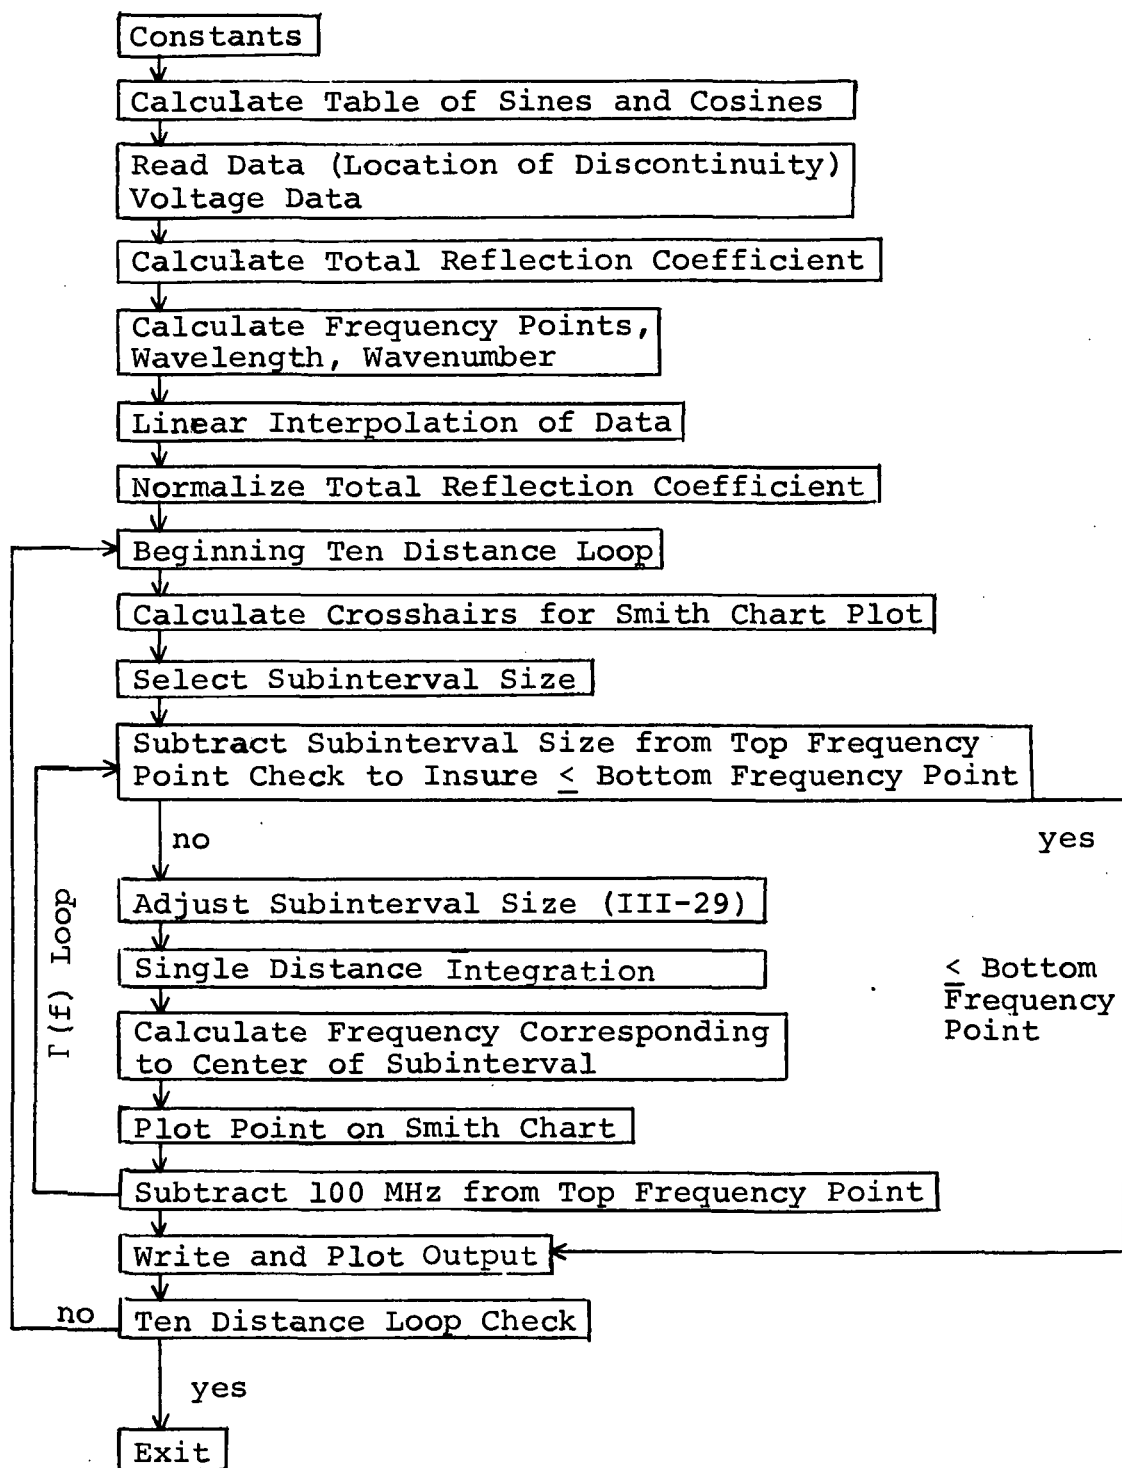 Constants
Calculate Table of Sines and Cosines
Read Data (Location of Discontinuity)
Voltage Data
Calculate Total Reflection Coefficient
Calculate Frequency Points,
Wavelength, Wavenumber
Linear Interpolation of Data
Normalize Total Reflection Coefficient
Beginning Ten Distance Loop
Calculate Crosshairs for Smith Chart Plot
Select Subinterval Size
Subtract Subinterval Size from Top Frequency
Point Check to Insure ≤ Bottom Frequency Point
no
yes
Γ(f) Loop
Adjust Subinterval Size (III-29)
Single Distance Integration
≤ Bottom
Frequency
Point
Calculate Frequency Corresponding
to Center of Subinterval
Plot Point on Smith Chart
Subtract 100 MHz from Top Frequency Point
Write and Plot Output
no
Ten Distance Loop Check
yes
Exit